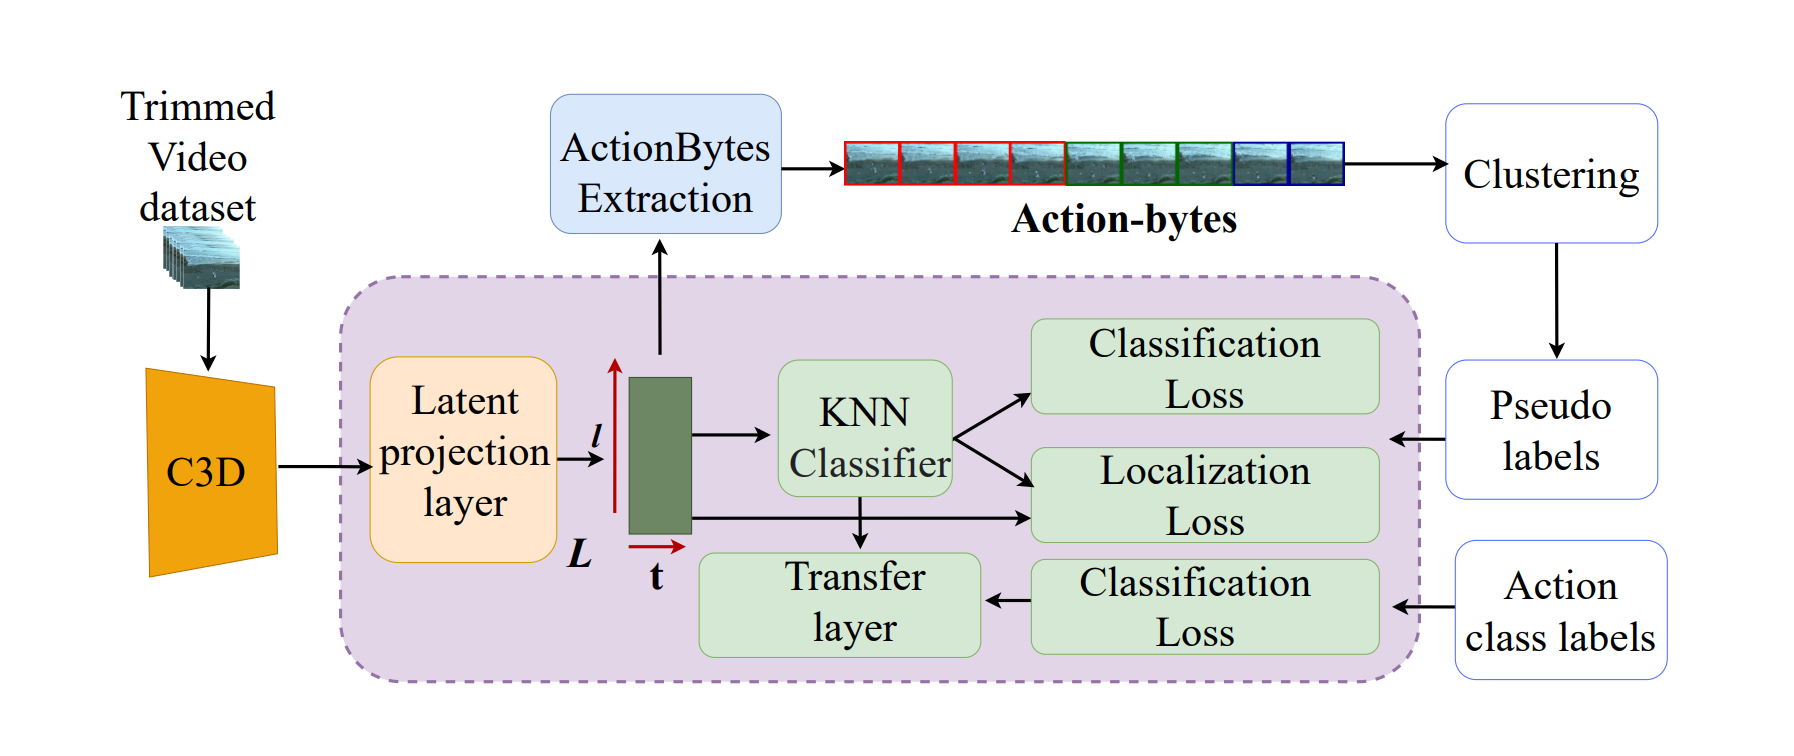 Trimmed
Video
dataset
ActionBytes
Extraction
Action-bytes
Clustering
C3D
Latent
projection
layer
l
L
t
KNN
Classifier
Classification
Loss
Localization
Loss
Transfer
layer
Classification
Loss
Pseudo
labels
Action
class labels